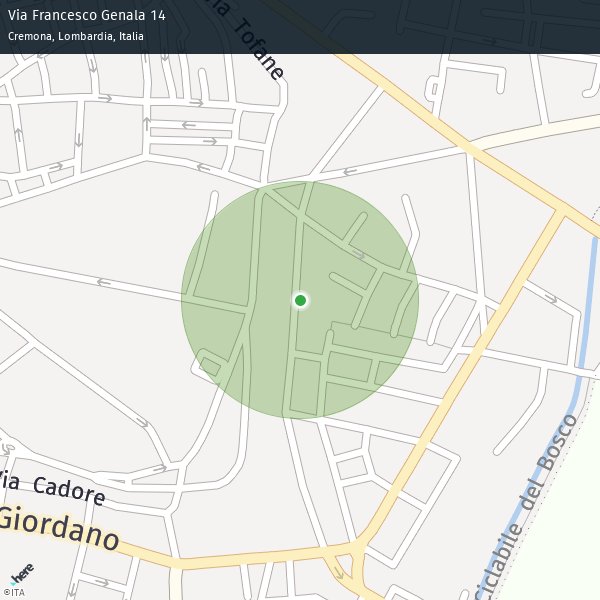 Via Francesco Genala 14
Cremona, Lombardia, Italia
Via Tofane
Via Cadore
Giordano
Ciclabile del Bosco
here
©ITA